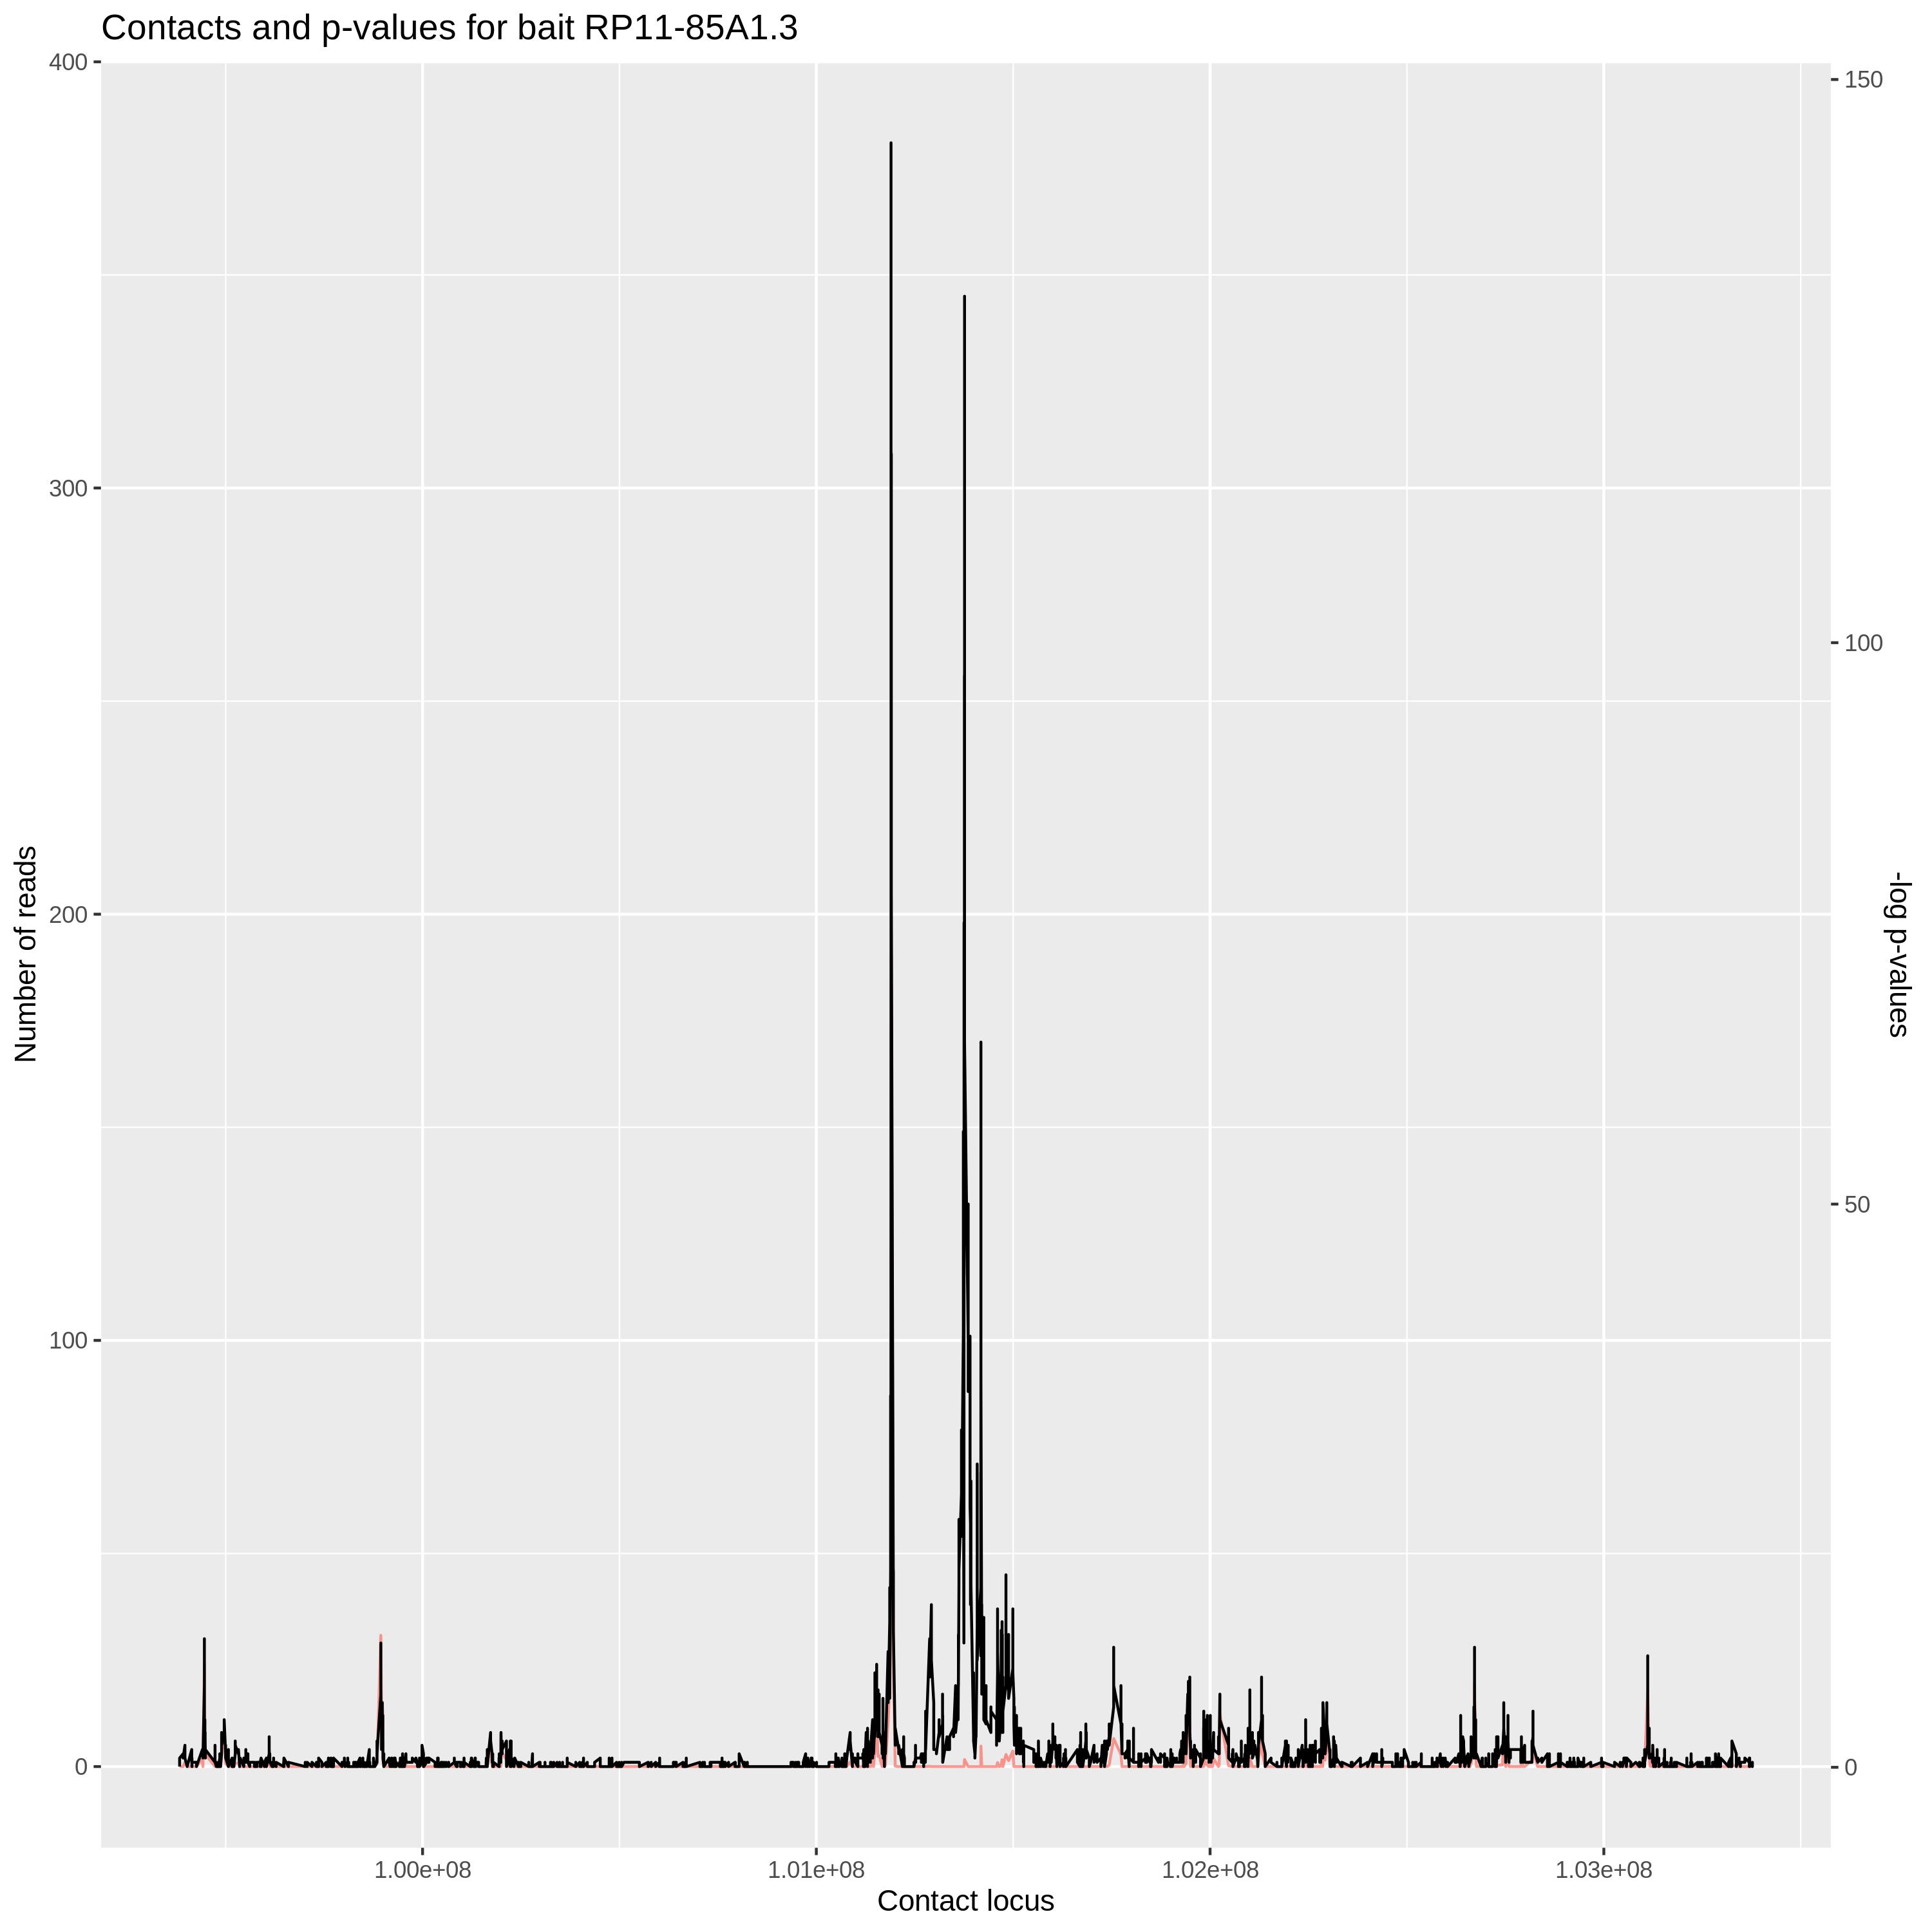 Contacts and p-values for bait RP11-85A1.3
400
300
200
100
0
150
100
50
0
Number of reads
-log p-values
1.00e+08
1.01e+08
1.02e+08
1.03e+08
Contact locus